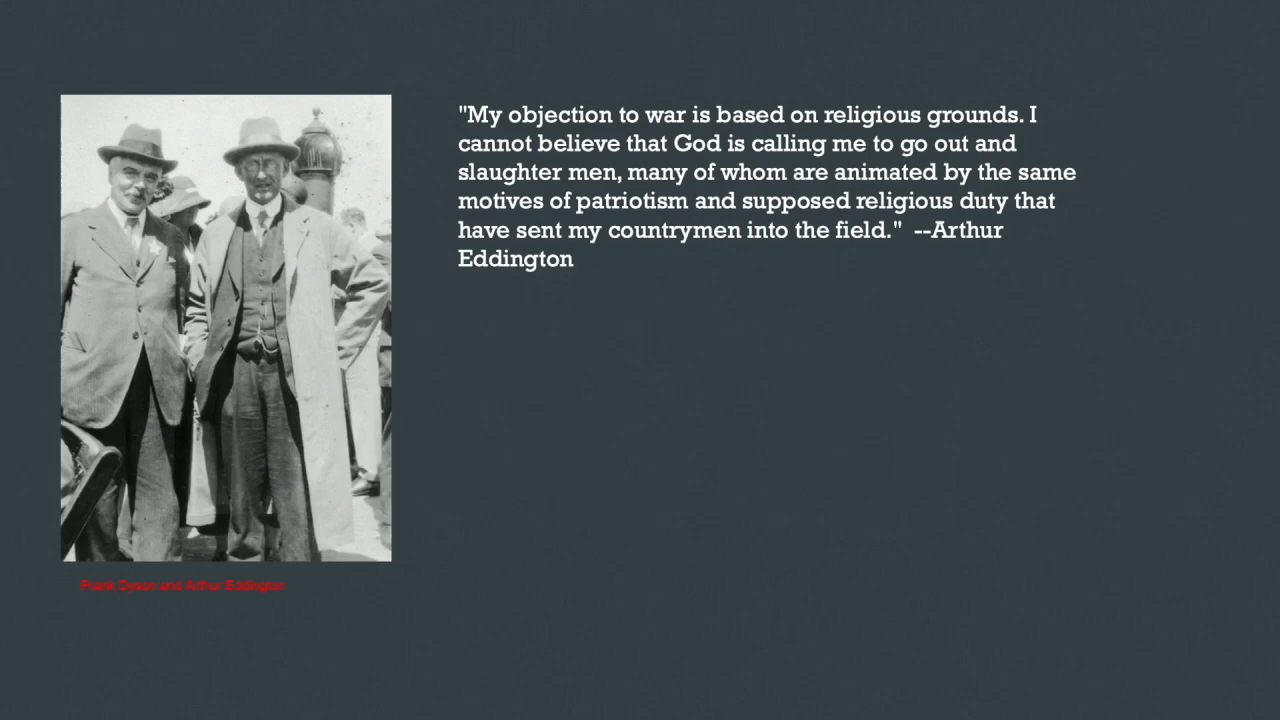 "My objection to war is based on religious grounds. I
cannot believe that God is calling me to go out and
slaughter men, many of whom are animated by the same
motives of patriotism and supposed religious duty that
have sent my countrymen into the field."  --Arthur
Eddington
Frank Dyson and Arthur Eddington